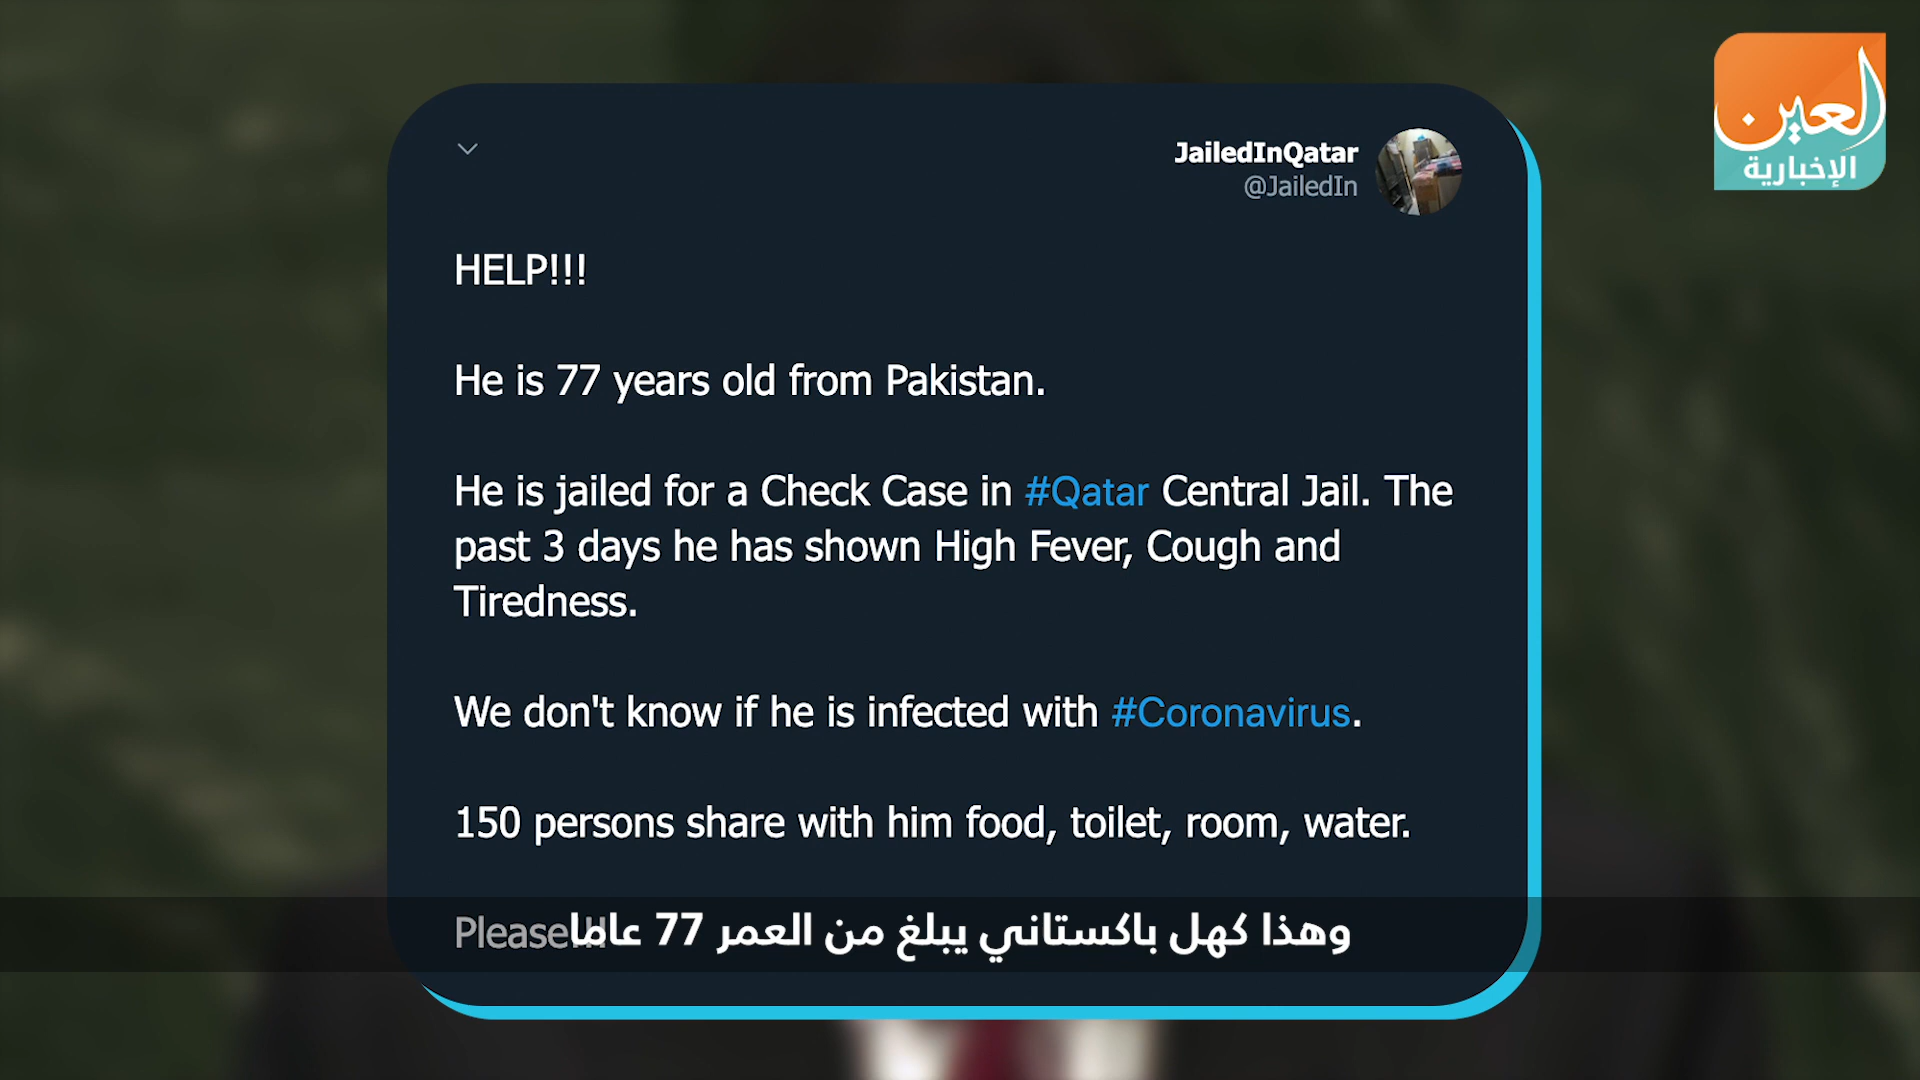 العين
الإخبارية
JailedInQatar
@JailedIn
HELP!!!
He is 77 years old from Pakistan.
He is jailed for a Check Case in #Qatar Central Jail. The
past 3 days he has shown High Fever, Cough and
Tiredness.
We don't know if he is infected with #Coronavirus.
150 persons share with him food, toilet, room, water.
Please!!!
وهذا كهل باكستاني يبلغ من العمر 77 عاما